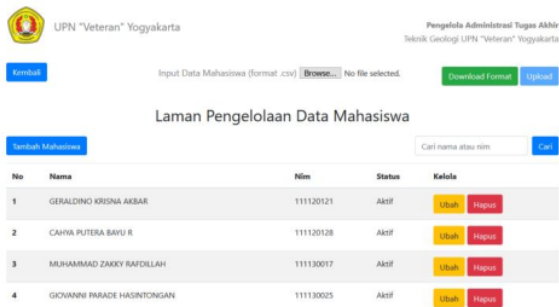 UPN "Veteran" Yogyakarta
Pengelola Administrasi Tugas Akhir
Teknik Geologi UPN "Veteran" Yogyakarta
Kembali
Input Data Mahasiswa (format .csv) Browse... No file selected.
Download Format Upload
Laman Pengelolaan Data Mahasiswa
Tambah Mahasiswa
Cari nama atau nim Cari
No Nama Nim Status Kelola
1 GERALDINO KRISNA AKBAR 111120121 Aktif Ubah Hapus
2 CAHYA PUTERA BAYU R 111120128 Aktif Ubah Hapus
3 MUHAMMAD ZAKKY RAFDILLAH 111130017 Aktif Ubah Hapus
4 GIOVANNI PARADE HASINTONGAN 111130025 Aktif Ubah Hapus